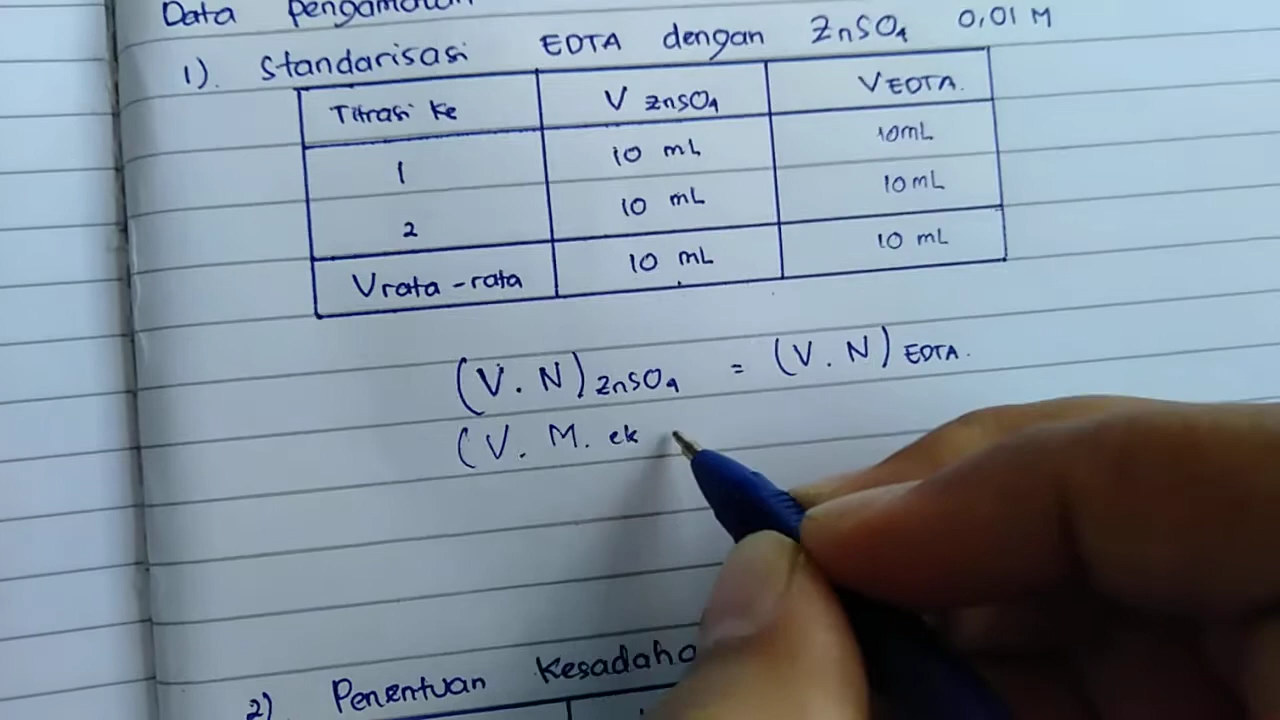 Data Pengamatan
1). Standarisasi EDTA dengan ZnSO4 0,01 M
Titrasi Ke V ZnSO4 V EDTA.
1 10 mL 10mL
2 10 mL 10 mL
V rata-rata 10 mL 10 mL
(V. N) ZnSO4 = (V. N) EDTA.
(V. M. ek
2) Penentuan Kesadaha